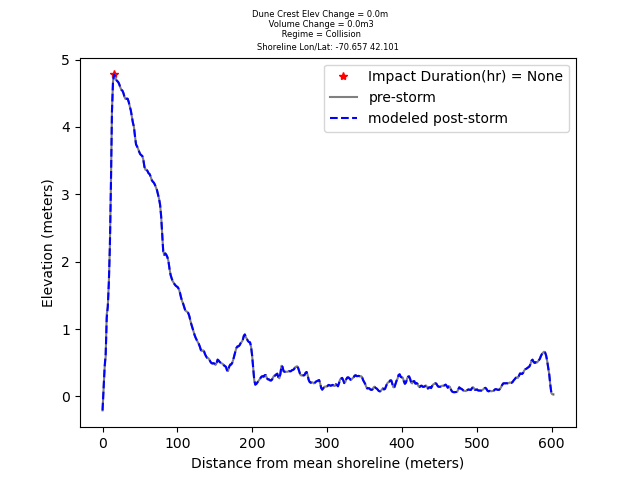 Dune Crest Elev Change = 0.0m
Volume Change = 0.0m3
Regime = Collision
Shoreline Lon/Lat: -70.657 42.101
Impact Duration(hr) = None
pre-storm
modeled post-storm
Elevation (meters)
5
4
3
2
1
0
0 100 200 300 400 500 600
Distance from mean shoreline (meters)